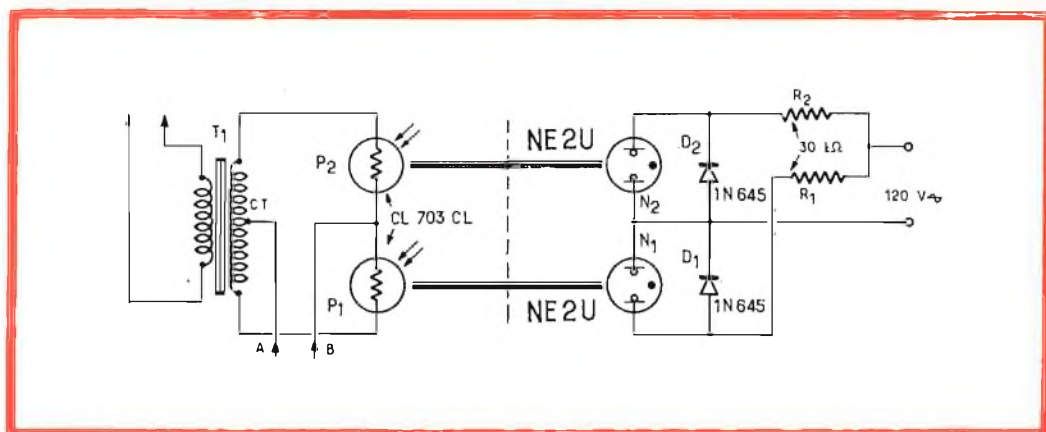 T1
CT
A
B
P2
CL 703 CL
P1
NE2U
NE2U
N2
N1
D2
1N645
D1
1N645
R2
30 kΩ
R1
120 V~